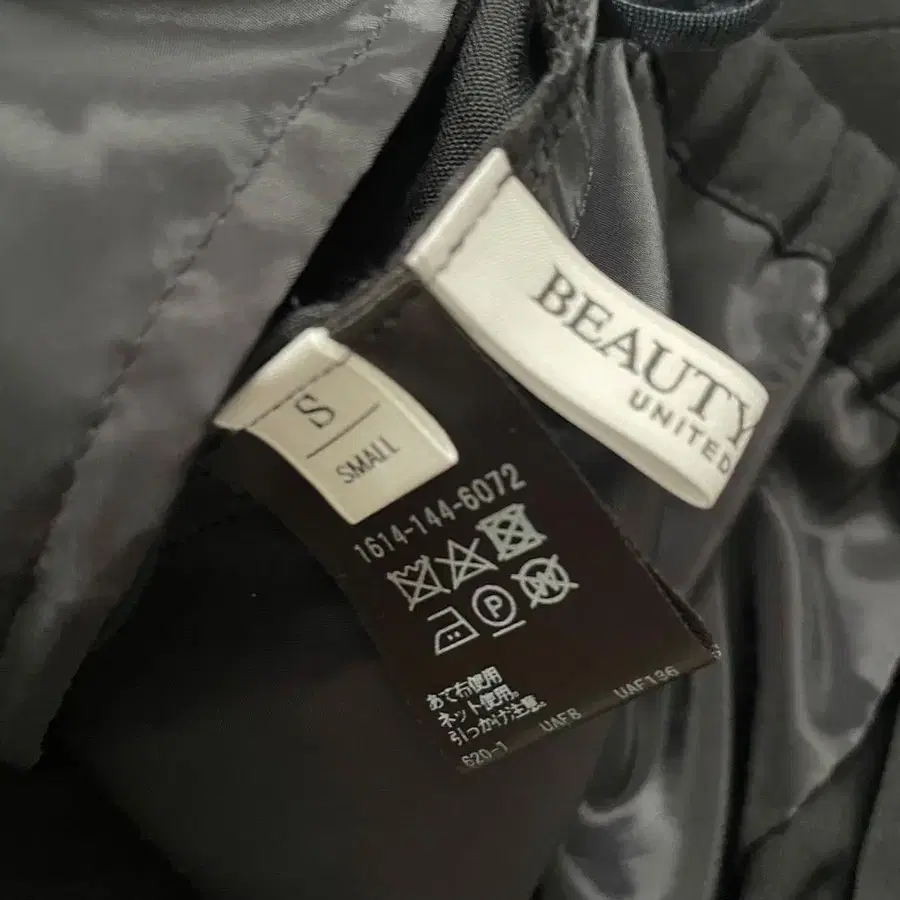 BEAUTY
UNITED
S
SMALL
1614-144-6072
P
W
あて布使用
ネット使用。
引っかけ注意。
620-1 UAFB UAF136